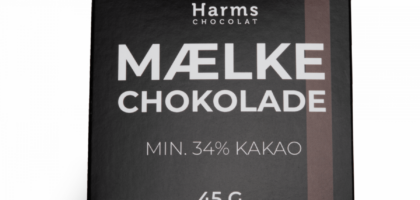 Harms
CHOCOLAT
MÆLKE
CHOKOLADE
MIN. 34% KAKAO
45 G